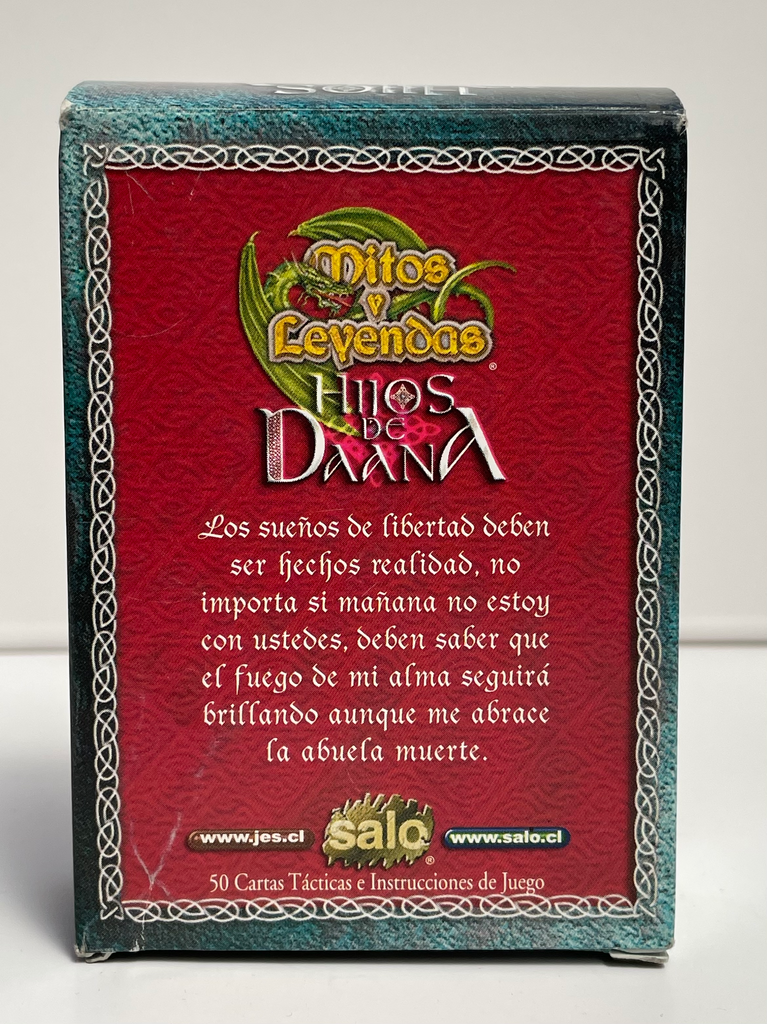 Mitos
y
Leyendas
®
HIJOS
DE
DAANA
Los sueños de libertad deben
ser hechos realidad, no
importa si mañana no estoy
con ustedes, deben saber que
el fuego de mi alma seguirá
brillando aunque me abrace
la abuela muerte.
www.jes.cl
salo
®
www.salo.cl
50 Cartas Tácticas e Instrucciones de Juego